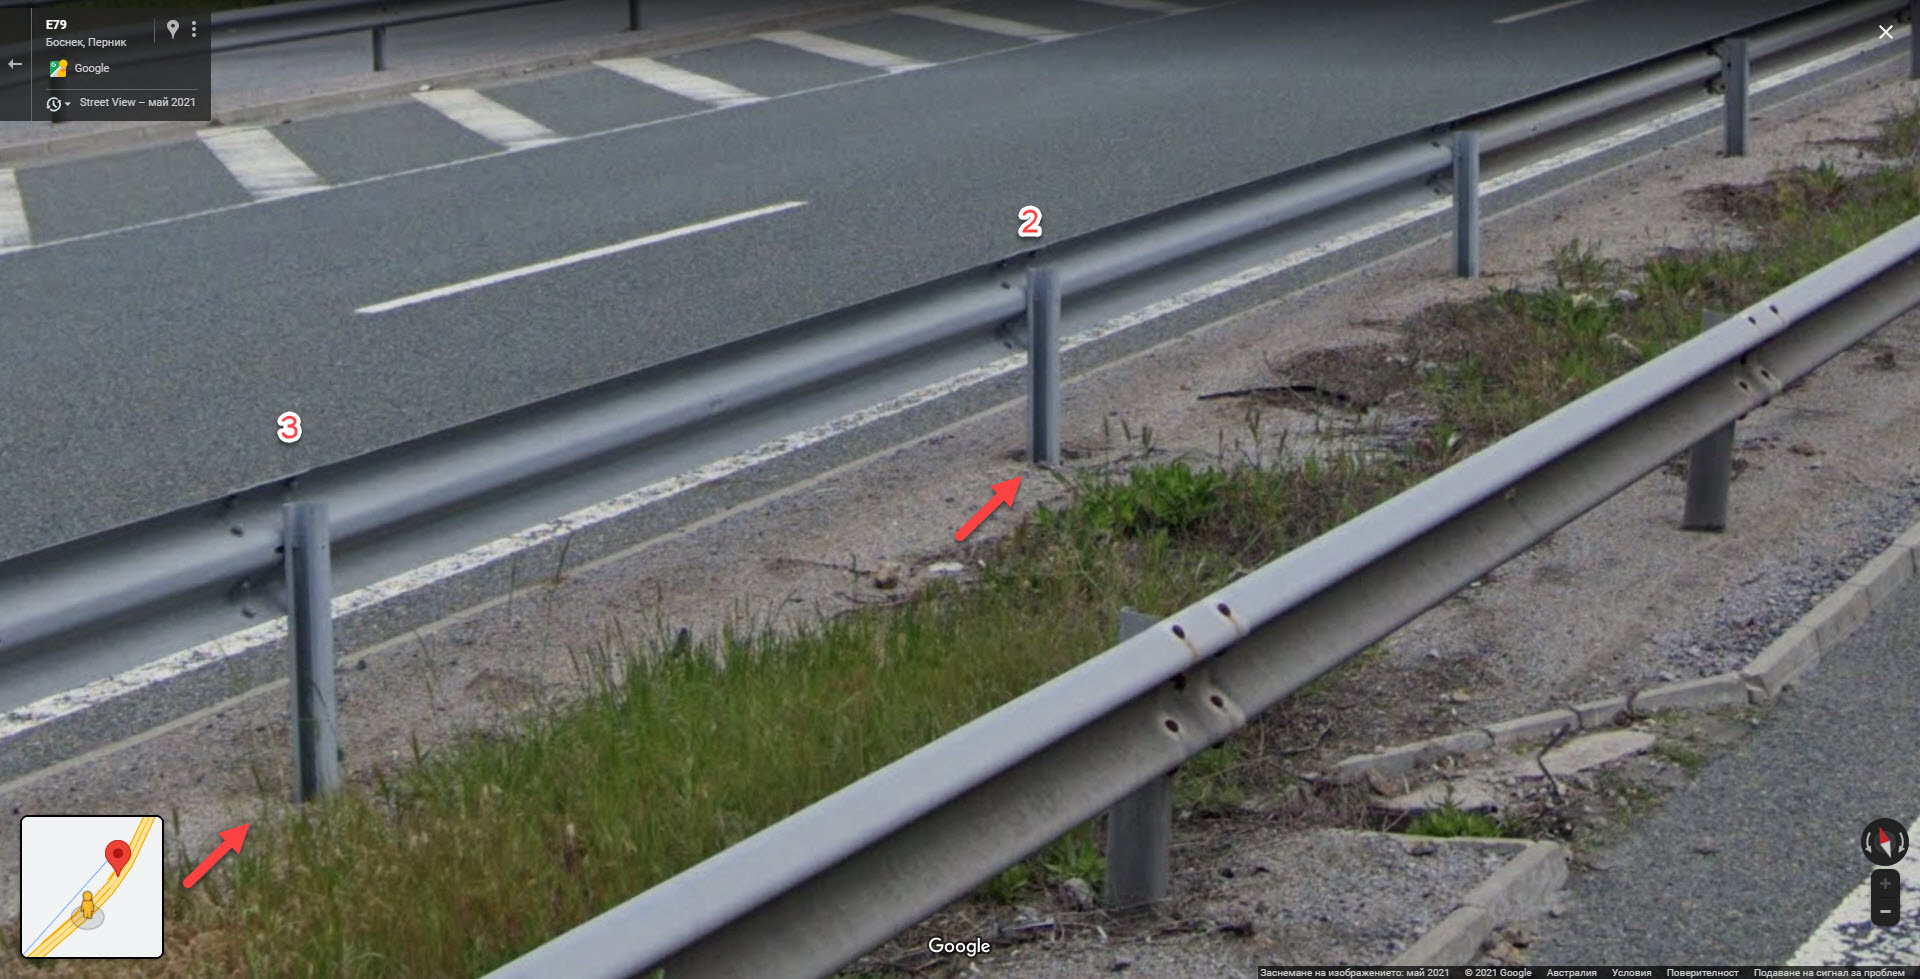 E79
Боснек, Перник
Google
Street View – май 2021
2
3
Google
Заснемане на изображението: май 2021 © 2021 Google Австралия Условия Поверителност Подаване на сигнал за проблем